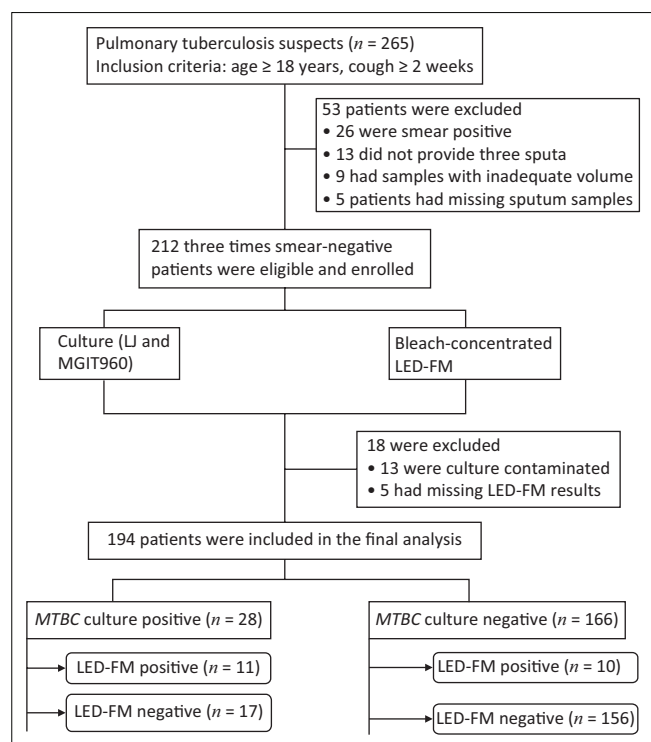 Pulmonary tuberculosis suspects (n = 265)
Inclusion criteria: age ≥ 18 years, cough ≥ 2 weeks
53 patients were excluded
• 26 were smear positive
• 13 did not provide three sputa
• 9 had samples with inadequate volume
• 5 patients had missing sputum samples
212 three times smear-negative
patients were eligible and enrolled
Culture (LJ and
MGIT960)
Bleach-concentrated
LED-FM
18 were excluded
• 13 were culture contaminated
• 5 had missing LED-FM results
194 patients were included in the final analysis
MTBC culture positive (n = 28)
LED-FM positive (n = 11)
LED-FM negative (n = 17)
MTBC culture negative (n = 166)
LED-FM positive (n = 10)
LED-FM negative (n = 156)